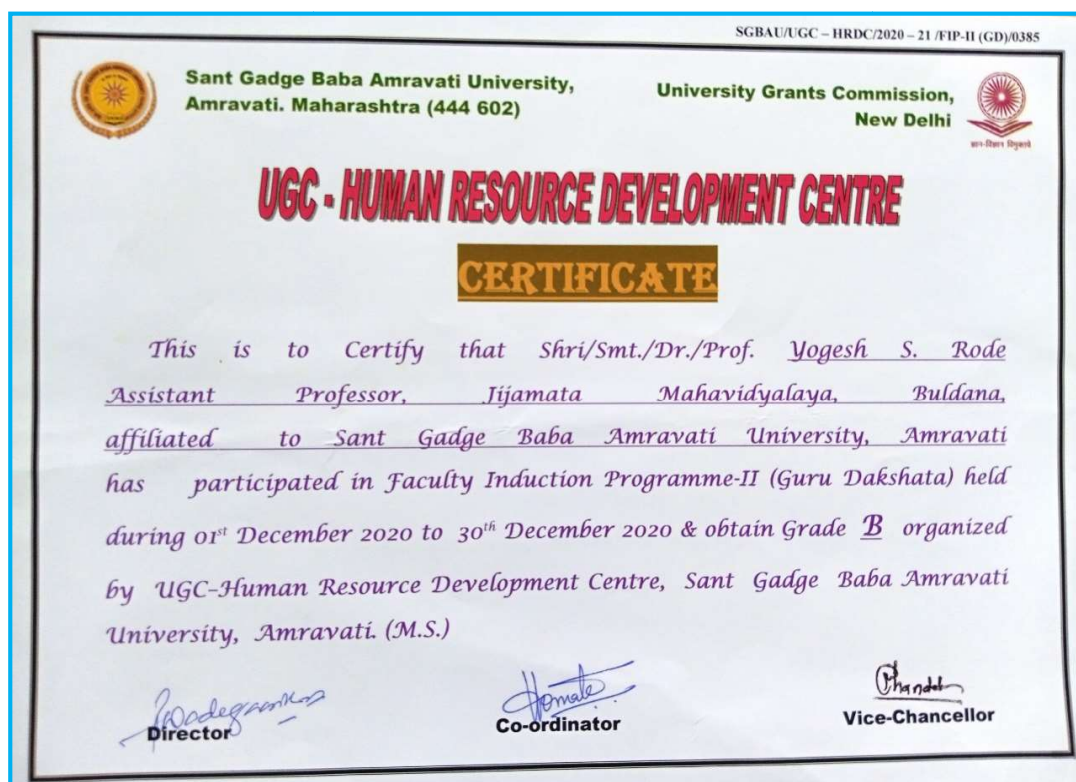 SGBAU/UGC – HRDC/2020 – 21 /FIP-II (GD)/0385
Sant Gadge Baba Amravati University,
Amravati. Maharashtra (444 602)
University Grants Commission,
New Delhi
ज्ञान-विज्ञान विमुक्तये
UGC - HUMAN RESOURCE DEVELOPMENT CENTRE
CERTIFICATE
This is to Certify that Shri/Smt./Dr./Prof. Yogesh S. Rode
Assistant Professor, Jijamata Mahavidyalaya, Buldana,
affiliated to Sant Gadge Baba Amravati University, Amravati
has participated in Faculty Induction Programme-II (Guru Dakshata) held
during 01st December 2020 to 30th December 2020 & obtain Grade B organized
by UGC-Human Resource Development Centre, Sant Gadge Baba Amravati
University, Amravati. (M.S.)
Director
Co-ordinator
Vice-Chancellor